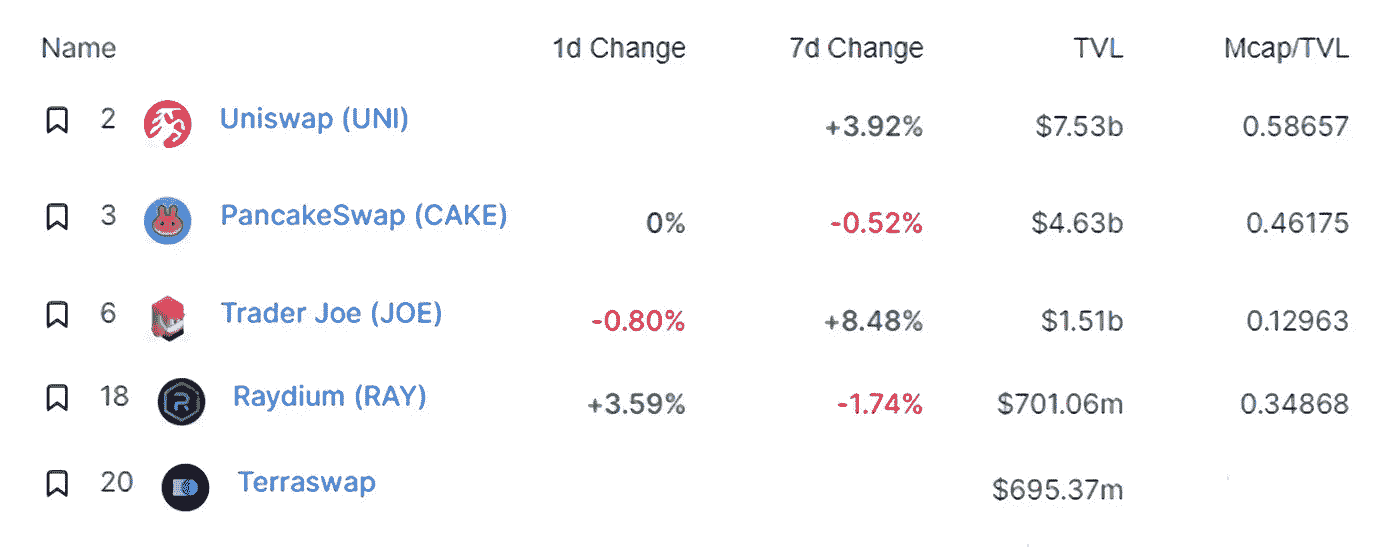 Name 1d Change 7d Change TVL Mcap/TVL
2 Uniswap (UNI) +3.92% $7.53b 0.58657
3 PancakeSwap (CAKE) 0% -0.52% $4.63b 0.46175
6 Trader Joe (JOE) -0.80% +8.48% $1.51b 0.12963
18 Raydium (RAY) +3.59% -1.74% $701.06m 0.34868
20 Terraswap $695.37m